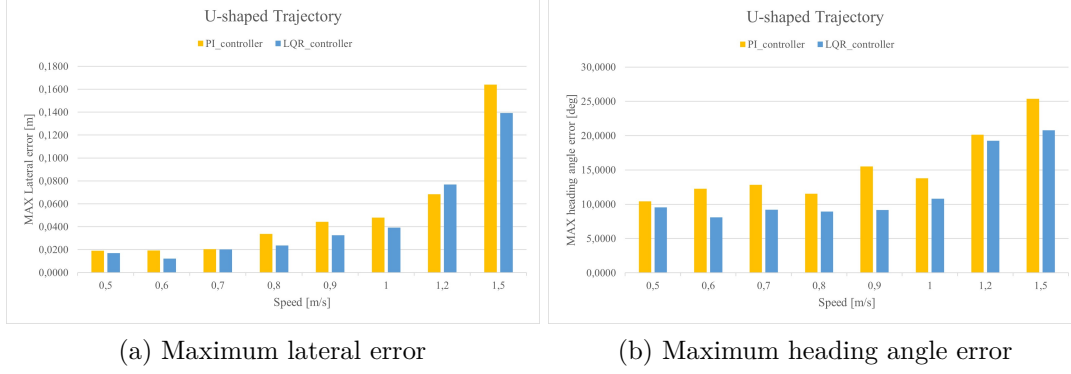 U-shaped Trajectory
PI_controller LQR_controller
0,1800
0,1600
0,1400
0,1200
0,1000
0,0800
0,0600
0,0400
0,0200
0,0000
MAX Lateral error [m]
0,5 0,6 0,7 0,8 0,9 1 1,2 1,5
Speed [m/s]
(a) Maximum lateral error
U-shaped Trajectory
PI_controller LQR_controller
30,0000
25,0000
20,0000
15,0000
10,0000
5,0000
0,0000
MAX heading angle error [deg]
0,5 0,6 0,7 0,8 0,9 1 1,2 1,5
Speed [m/s]
(b) Maximum heading angle error